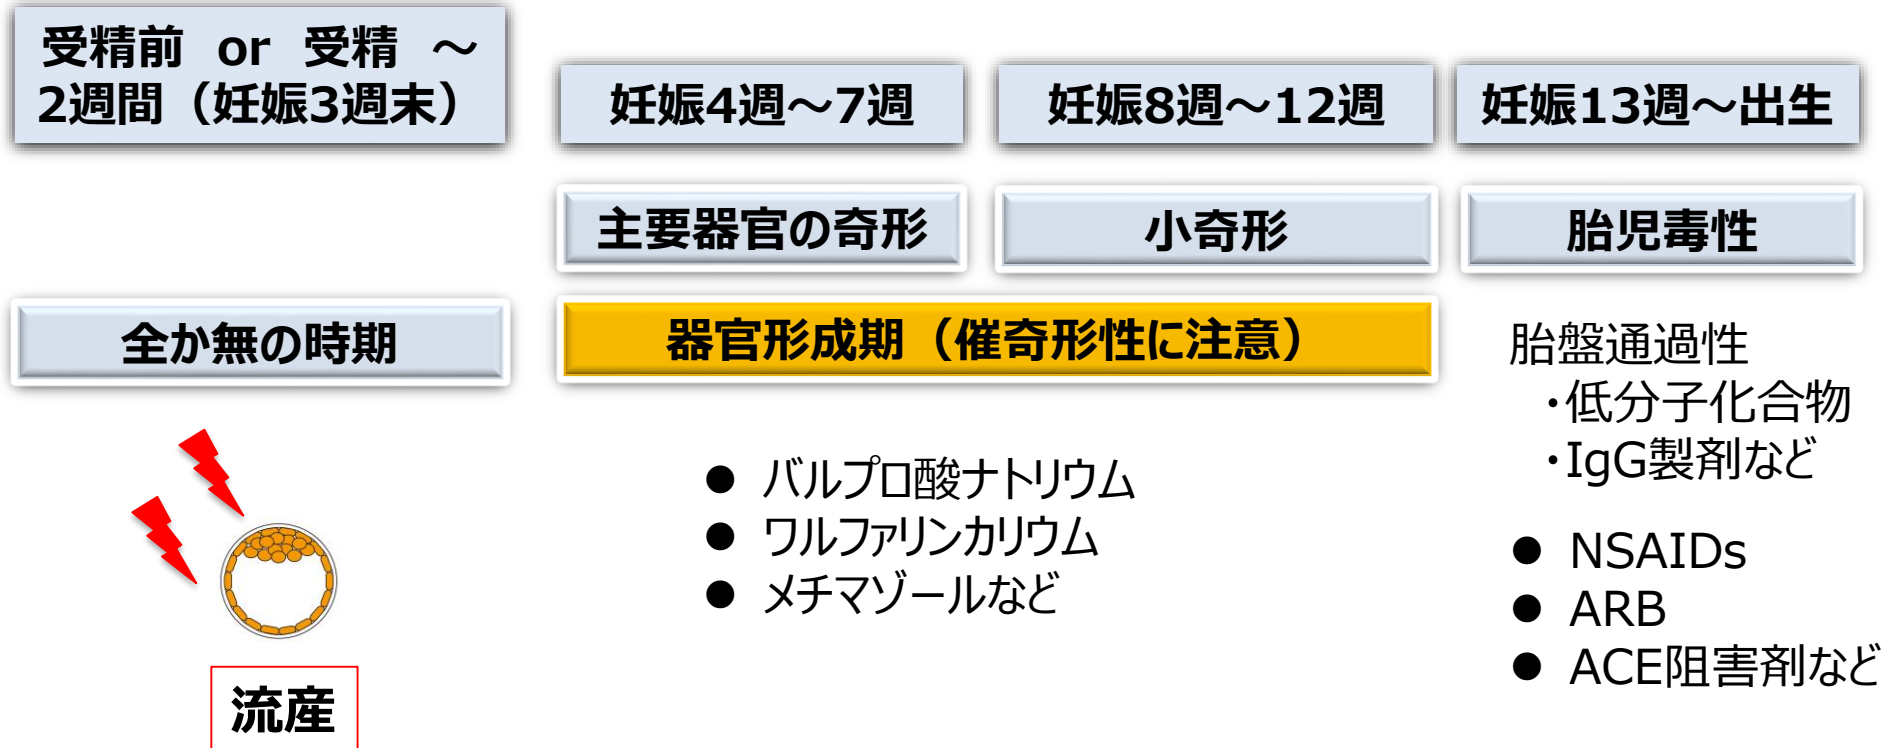 受精前 or 受精 ～
2週間（妊娠3週末）
妊娠4週～7週
妊娠8週～12週
妊娠13週～出生
主要器官の奇形
小奇形
胎児毒性
全か無の時期
器官形成期（催奇形性に注意）
胎盤通過性
・低分子化合物
・IgG製剤など
● バルプロ酸ナトリウム
● ワルファリンカリウム
● メチマゾールなど
● NSAIDs
● ARB
● ACE阻害剤など
流産